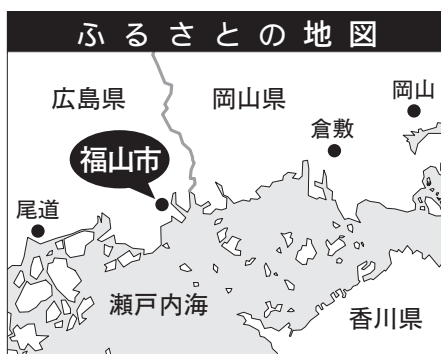 ふるさとの地図
広島県
岡山県
岡山
倉敷
福山市
尾道
瀬戸内海
香川県